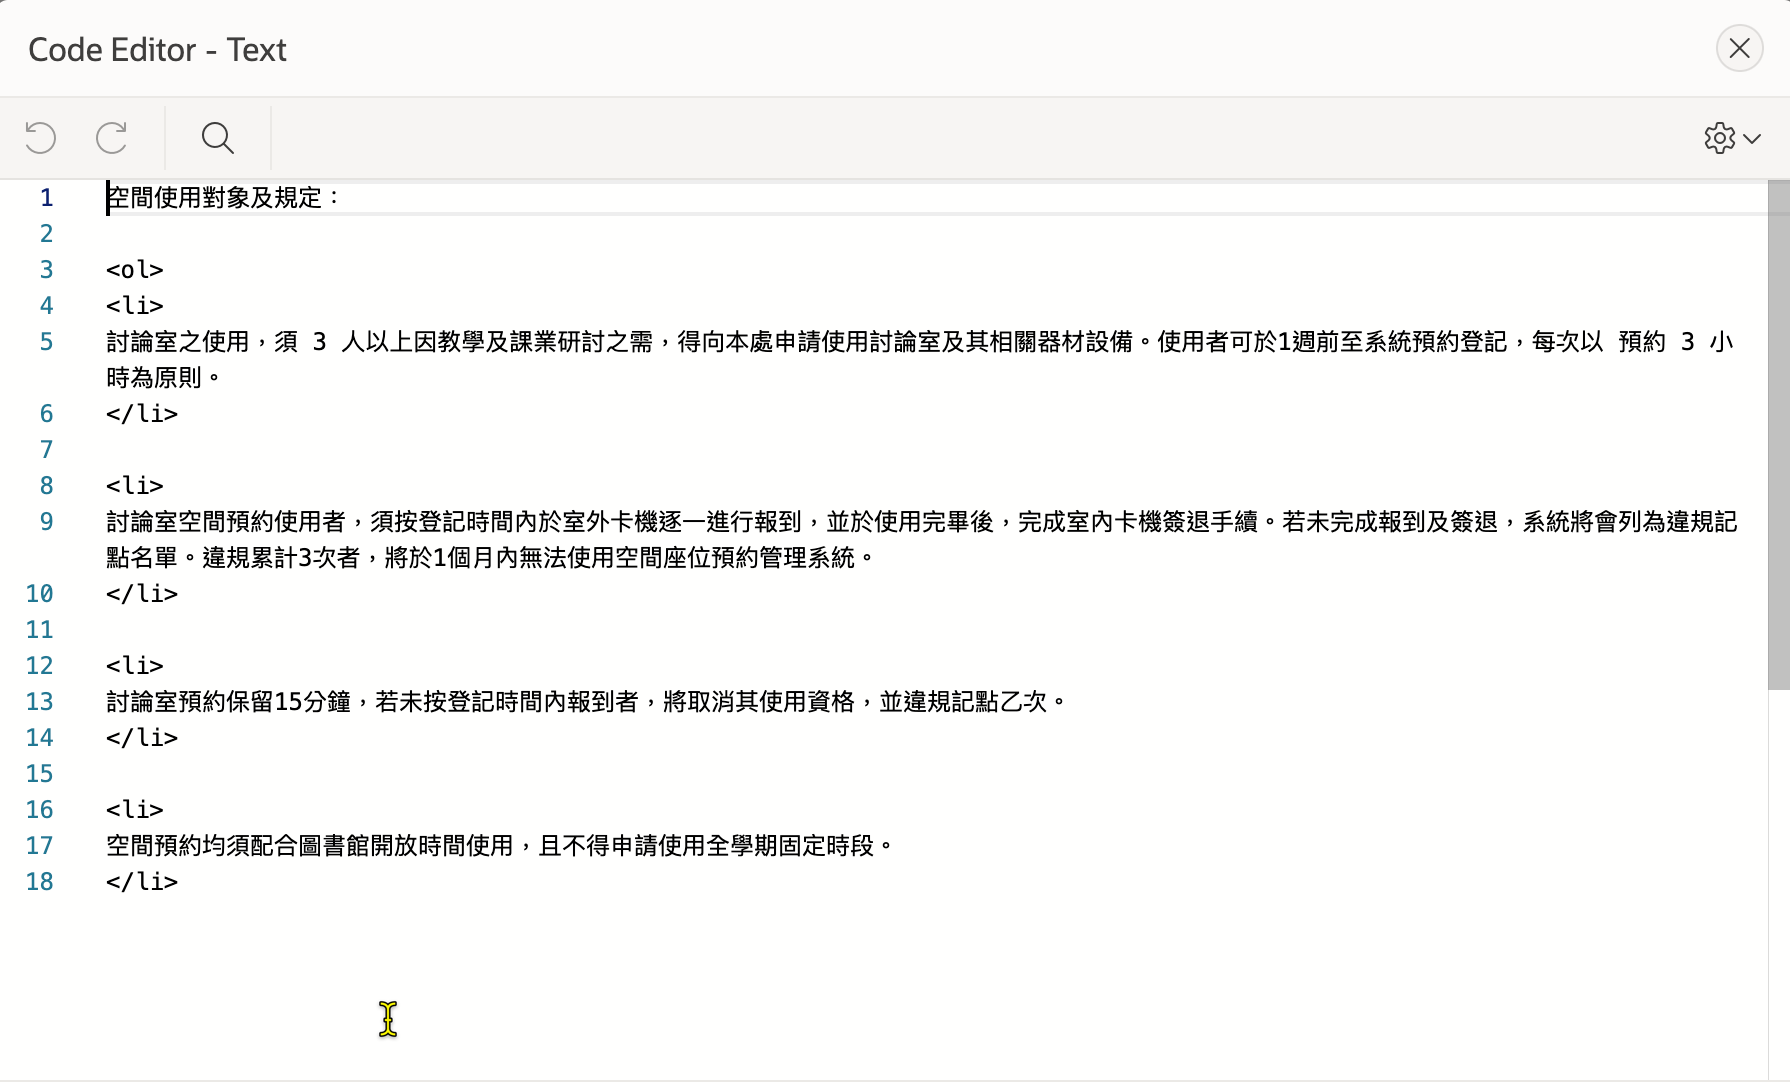 Code Editor - Text
1 空間使用對象及規定：
2
3 <ol>
4 <li>
5 討論室之使用，須 3 人以上因教學及課業研討之需，得向本處申請使用討論室及其相關器材設備。使用者可於1週前至系統預約登記，每次以 預約 3 小
時為原則。
6 </li>
7
8 <li>
9 討論室空間預約使用者，須按登記時間內於室外卡機逐一進行報到，並於使用完畢後，完成室內卡機簽退手續。若未完成報到及簽退，系統將會列為違規記
點名單。違規累計3次者，將於1個月內無法使用空間座位預約管理系統。
10 </li>
11
12 <li>
13 討論室預約保留15分鐘，若未按登記時間內報到者，將取消其使用資格，並違規記點乙次。
14 </li>
15
16 <li>
17 空間預約均須配合圖書館開放時間使用，且不得申請使用全學期固定時段。
18 </li>